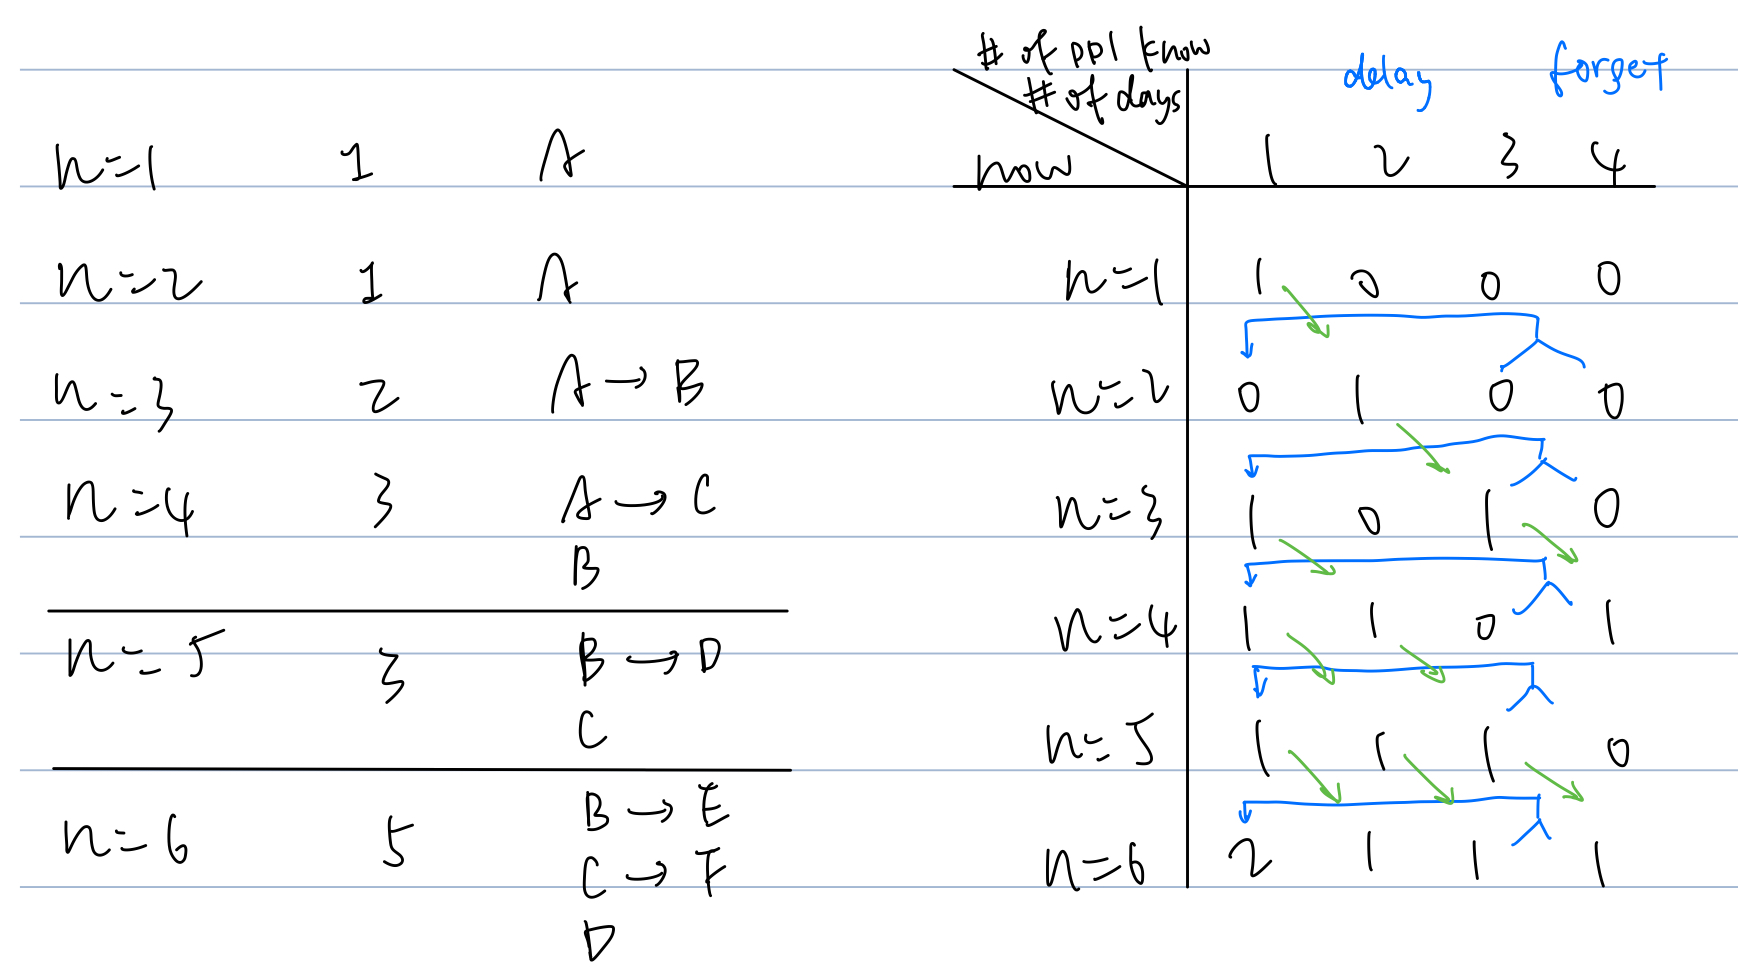 n=1 1 A
n=2 1 A
n=3 2 A → B
n=4 3 A → C
B
n=5 3 B → D
C
n=6 5 B → E
C → F
D
# of ppl know
# of days
now
delay forget
1 2 3 4
n=1 1 0 0 0
n=2 0 1 0 0
n=3 1 0 1 0
n=4 1 1 0 1
n=5 1 1 1 0
n=6 2 1 1 1